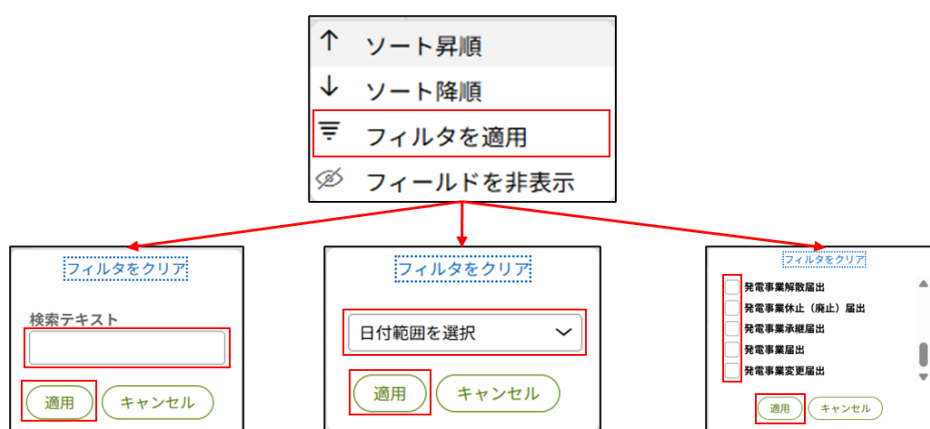 ソート昇順
ソート降順
フィルタを適用
フィールドを非表示
フィルタをクリア
検索テキスト
適用
キャンセル
フィルタをクリア
日付範囲を選択
適用
キャンセル
フィルタをクリア
発電事業解散届出
発電事業休止（廃止）届出
発電事業承継届出
発電事業届出
発電事業変更届出
適用
キャンセル